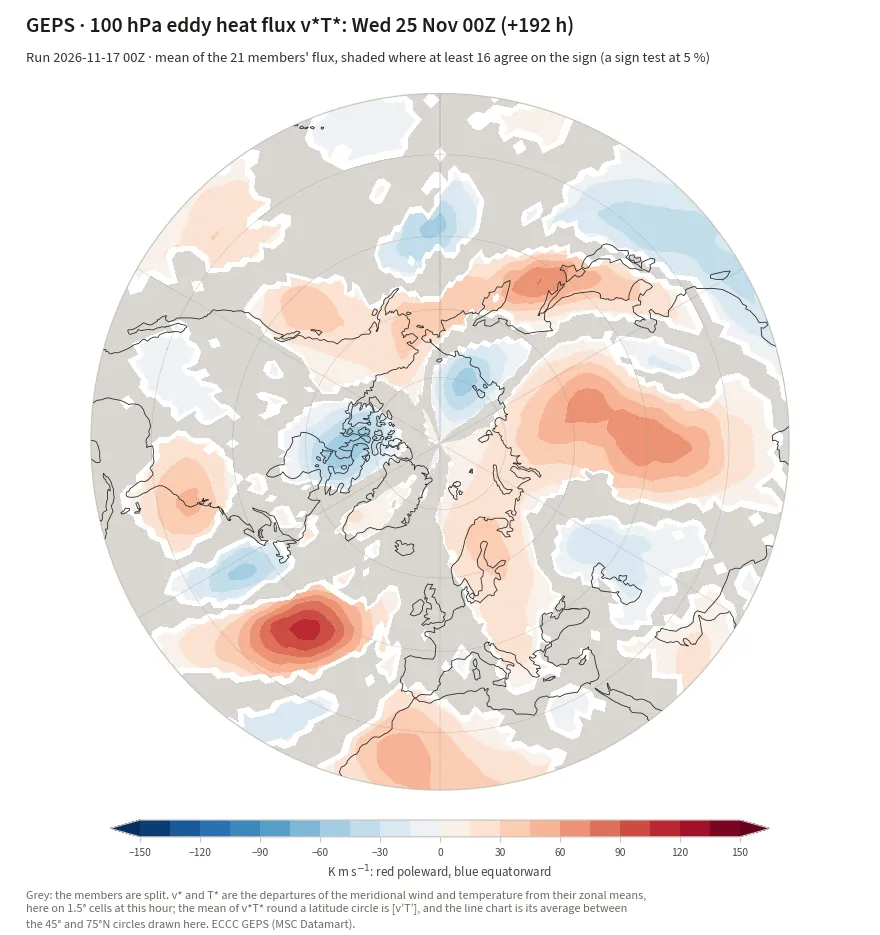 GEPS · 100 hPa eddy heat flux v*T*: Wed 25 Nov 00Z (+192 h)
Run 2026-11-17 00Z · mean of the 21 members' flux, shaded where at least 16 agree on the sign (a sign test at 5 %)
−150 −120 −90 −60 −30 0 30 60 90 120 150
K m s⁻¹: red poleward, blue equatorward
Grey: the members are split. v* and T* are the departures of the meridional wind and temperature from their zonal means,
here on 1.5° cells at this hour; the mean of v*T* round a latitude circle is [v′T′], and the line chart is its average between
the 45° and 75°N circles drawn here. ECCC GEPS (MSC Datamart).